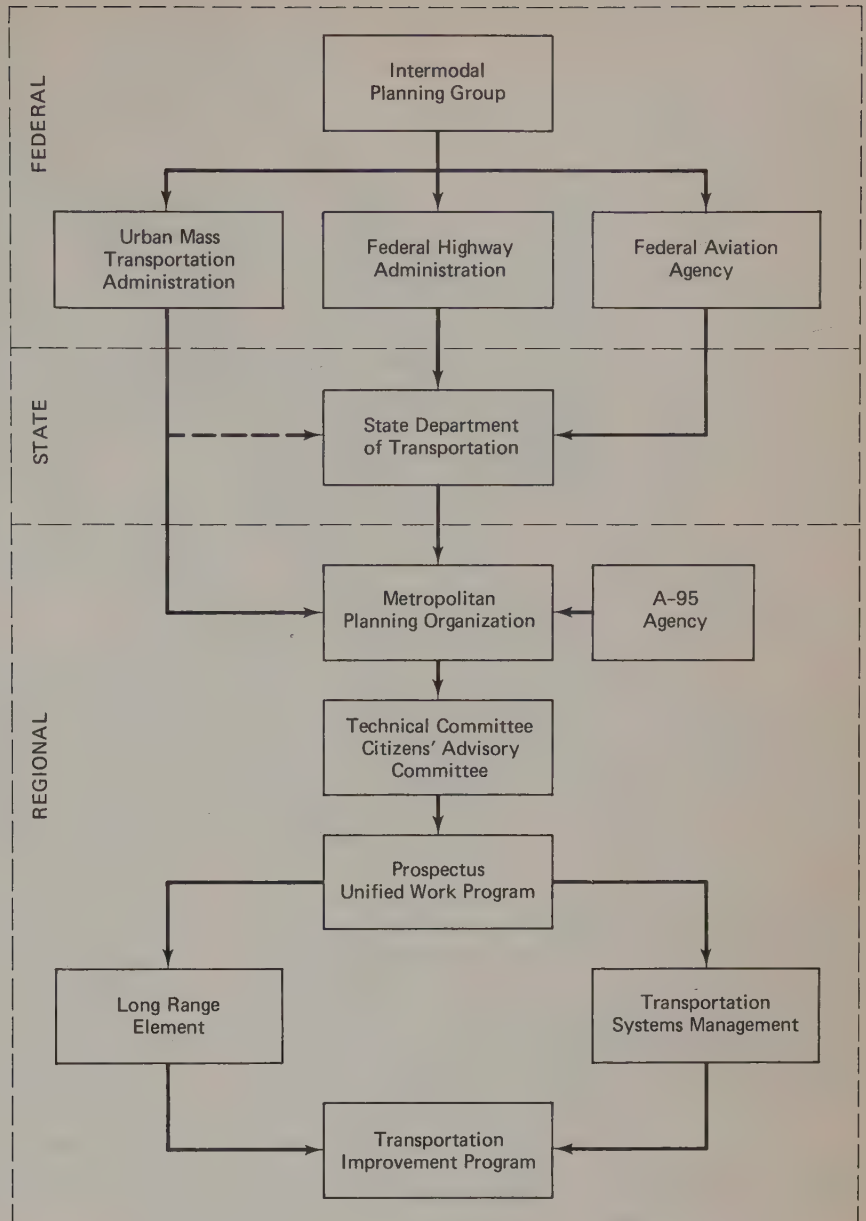 FEDERAL
Intermodal
Planning Group
Urban Mass
Transportation
Administration
Federal Highway
Administration
Federal Aviation
Agency
STATE
State Department
of Transportation
REGIONAL
Metropolitan
Planning Organization
A-95
Agency
Technical Committee
Citizens' Advisory
Committee
Prospectus
Unified Work Program
Long Range
Element
Transportation
Systems Management
Transportation
Improvement Program